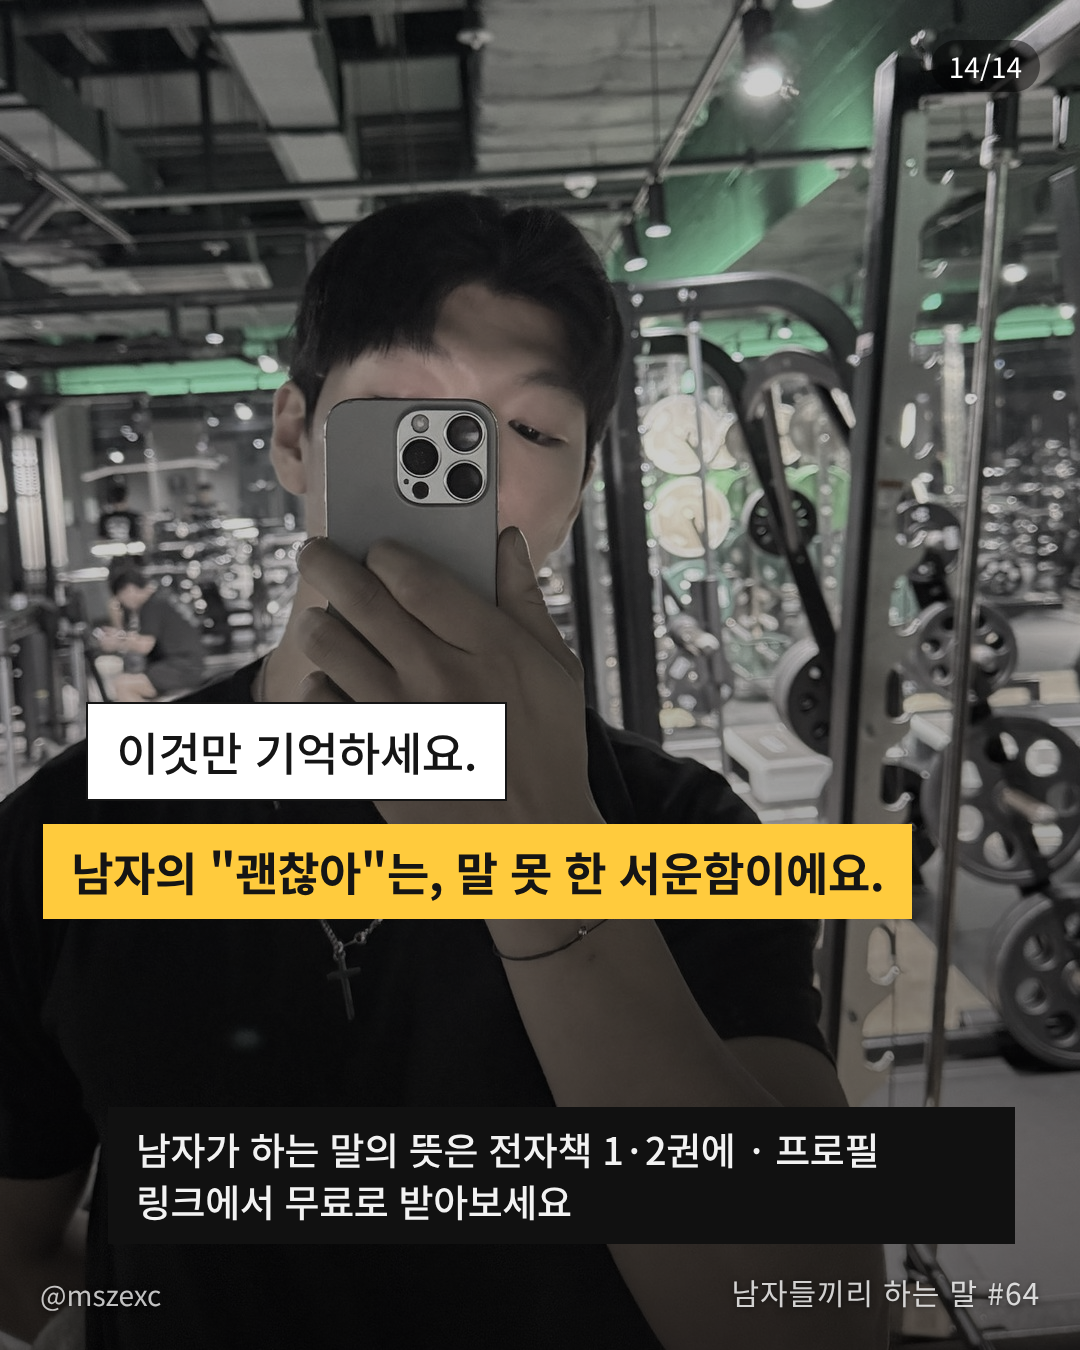 14/14
이것만 기억하세요.
남자의 "괜찮아"는, 말 못 한 서운함이에요.
남자가 하는 말의 뜻은 전자책 1·2권에 · 프로필
링크에서 무료로 받아보세요
@mszexc
남자들끼리 하는 말 #64